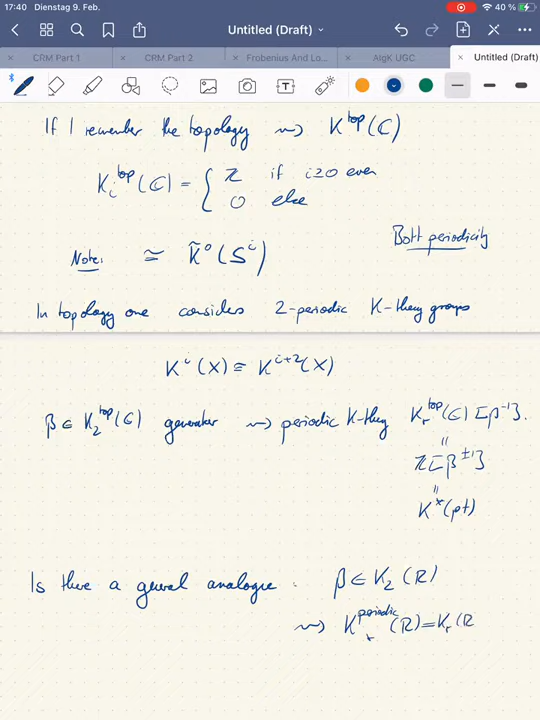 17:40 Dienstag 9. Feb. 40 %
Untitled (Draft)
CRM Part 1 CRM Part 2 Frobenius and Lo... AlgK UGC Untitled (Draft)
If I remember the topology ⇝ K^top(ℂ)
K_i^top(ℂ) = { ℤ if i≥0 even
0 else
Bott periodicity
Note: ≅ K̃^0(S^i)
In topology one considers 2-periodic K-theory groups
K^i(X) ≅ K^{i+2}(X)
β ∈ K_2^top(ℂ) generator ⇝ periodic K-thy K_*^top(ℂ)[β^-1].
=
ℤ[β^±1]
=
K^*(pt)
Is there a general analogue : β ∈ K_2(R)
⇝ K_*^periodic(R) = K_*(R